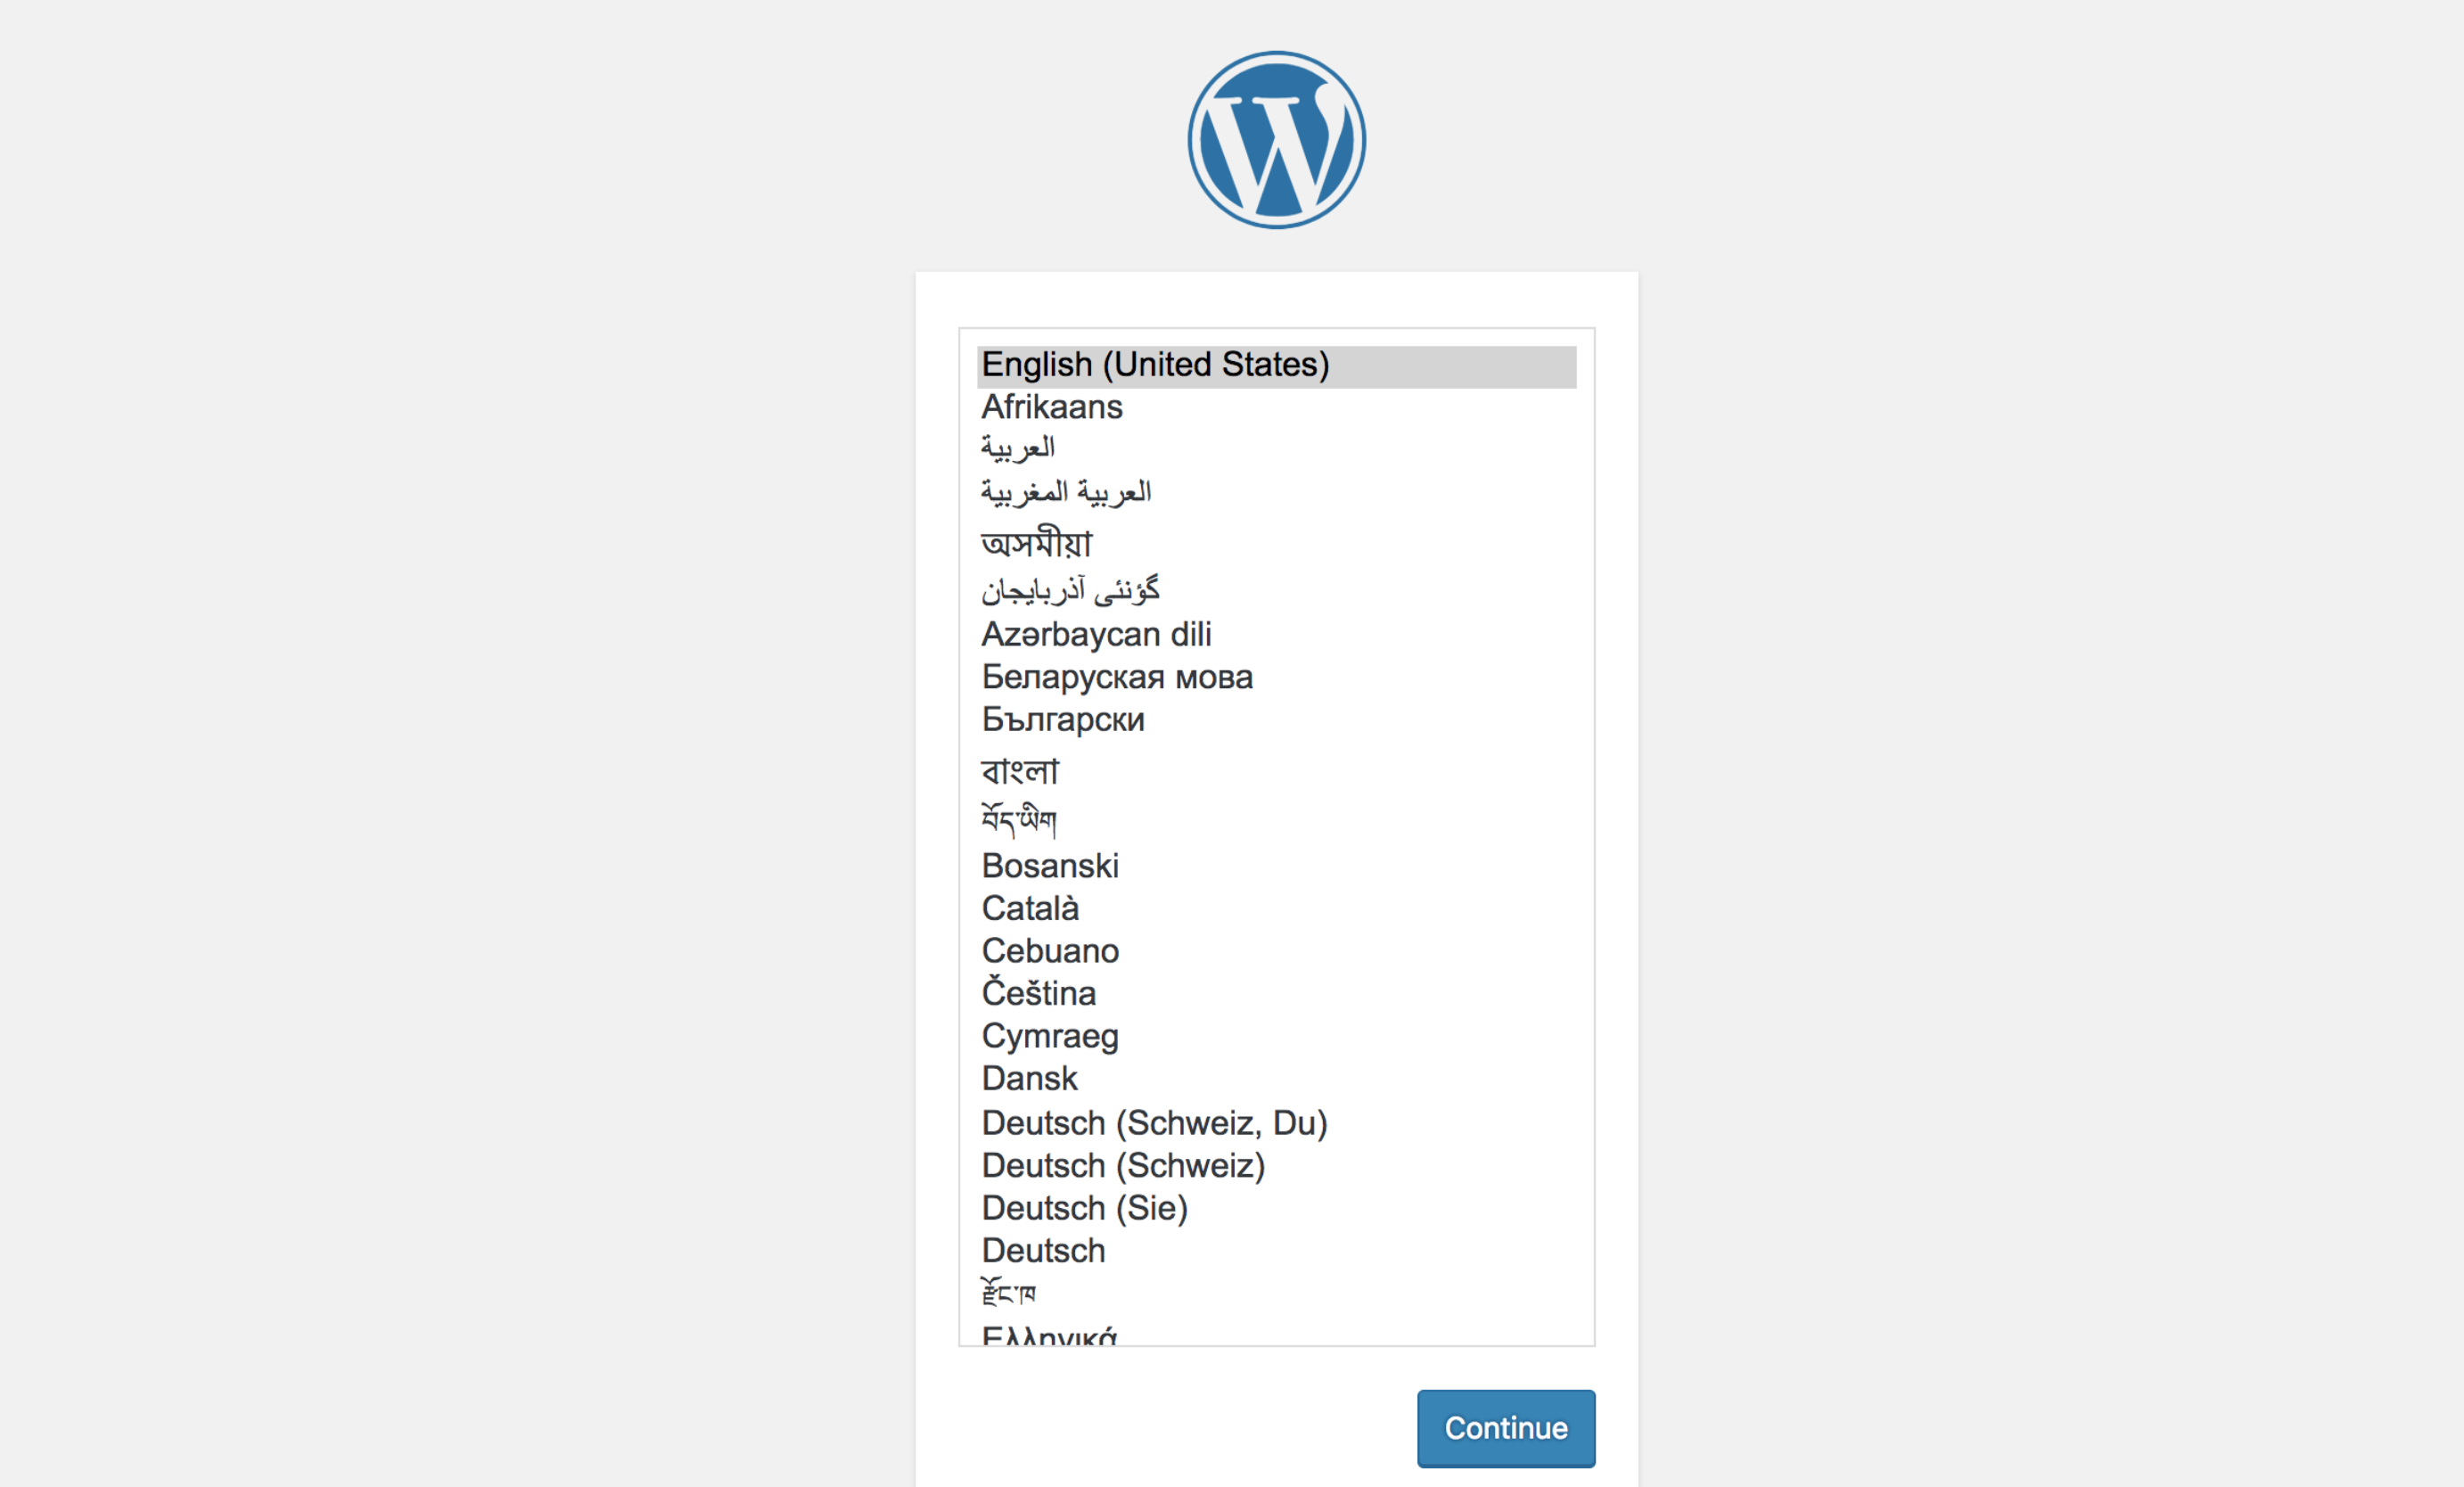 English (United States)
Afrikaans
العربية
العربية المغربية
অসমীয়া
گؤنئی آذربایجان
Azərbaycan dili
Беларуская мова
Български
বাংলা
བོད་ཡིག
Bosanski
Català
Cebuano
Čeština
Cymraeg
Dansk
Deutsch (Schweiz, Du)
Deutsch (Schweiz)
Deutsch (Sie)
Deutsch
རྫོང་ཁ
Ελληνικά
Continue